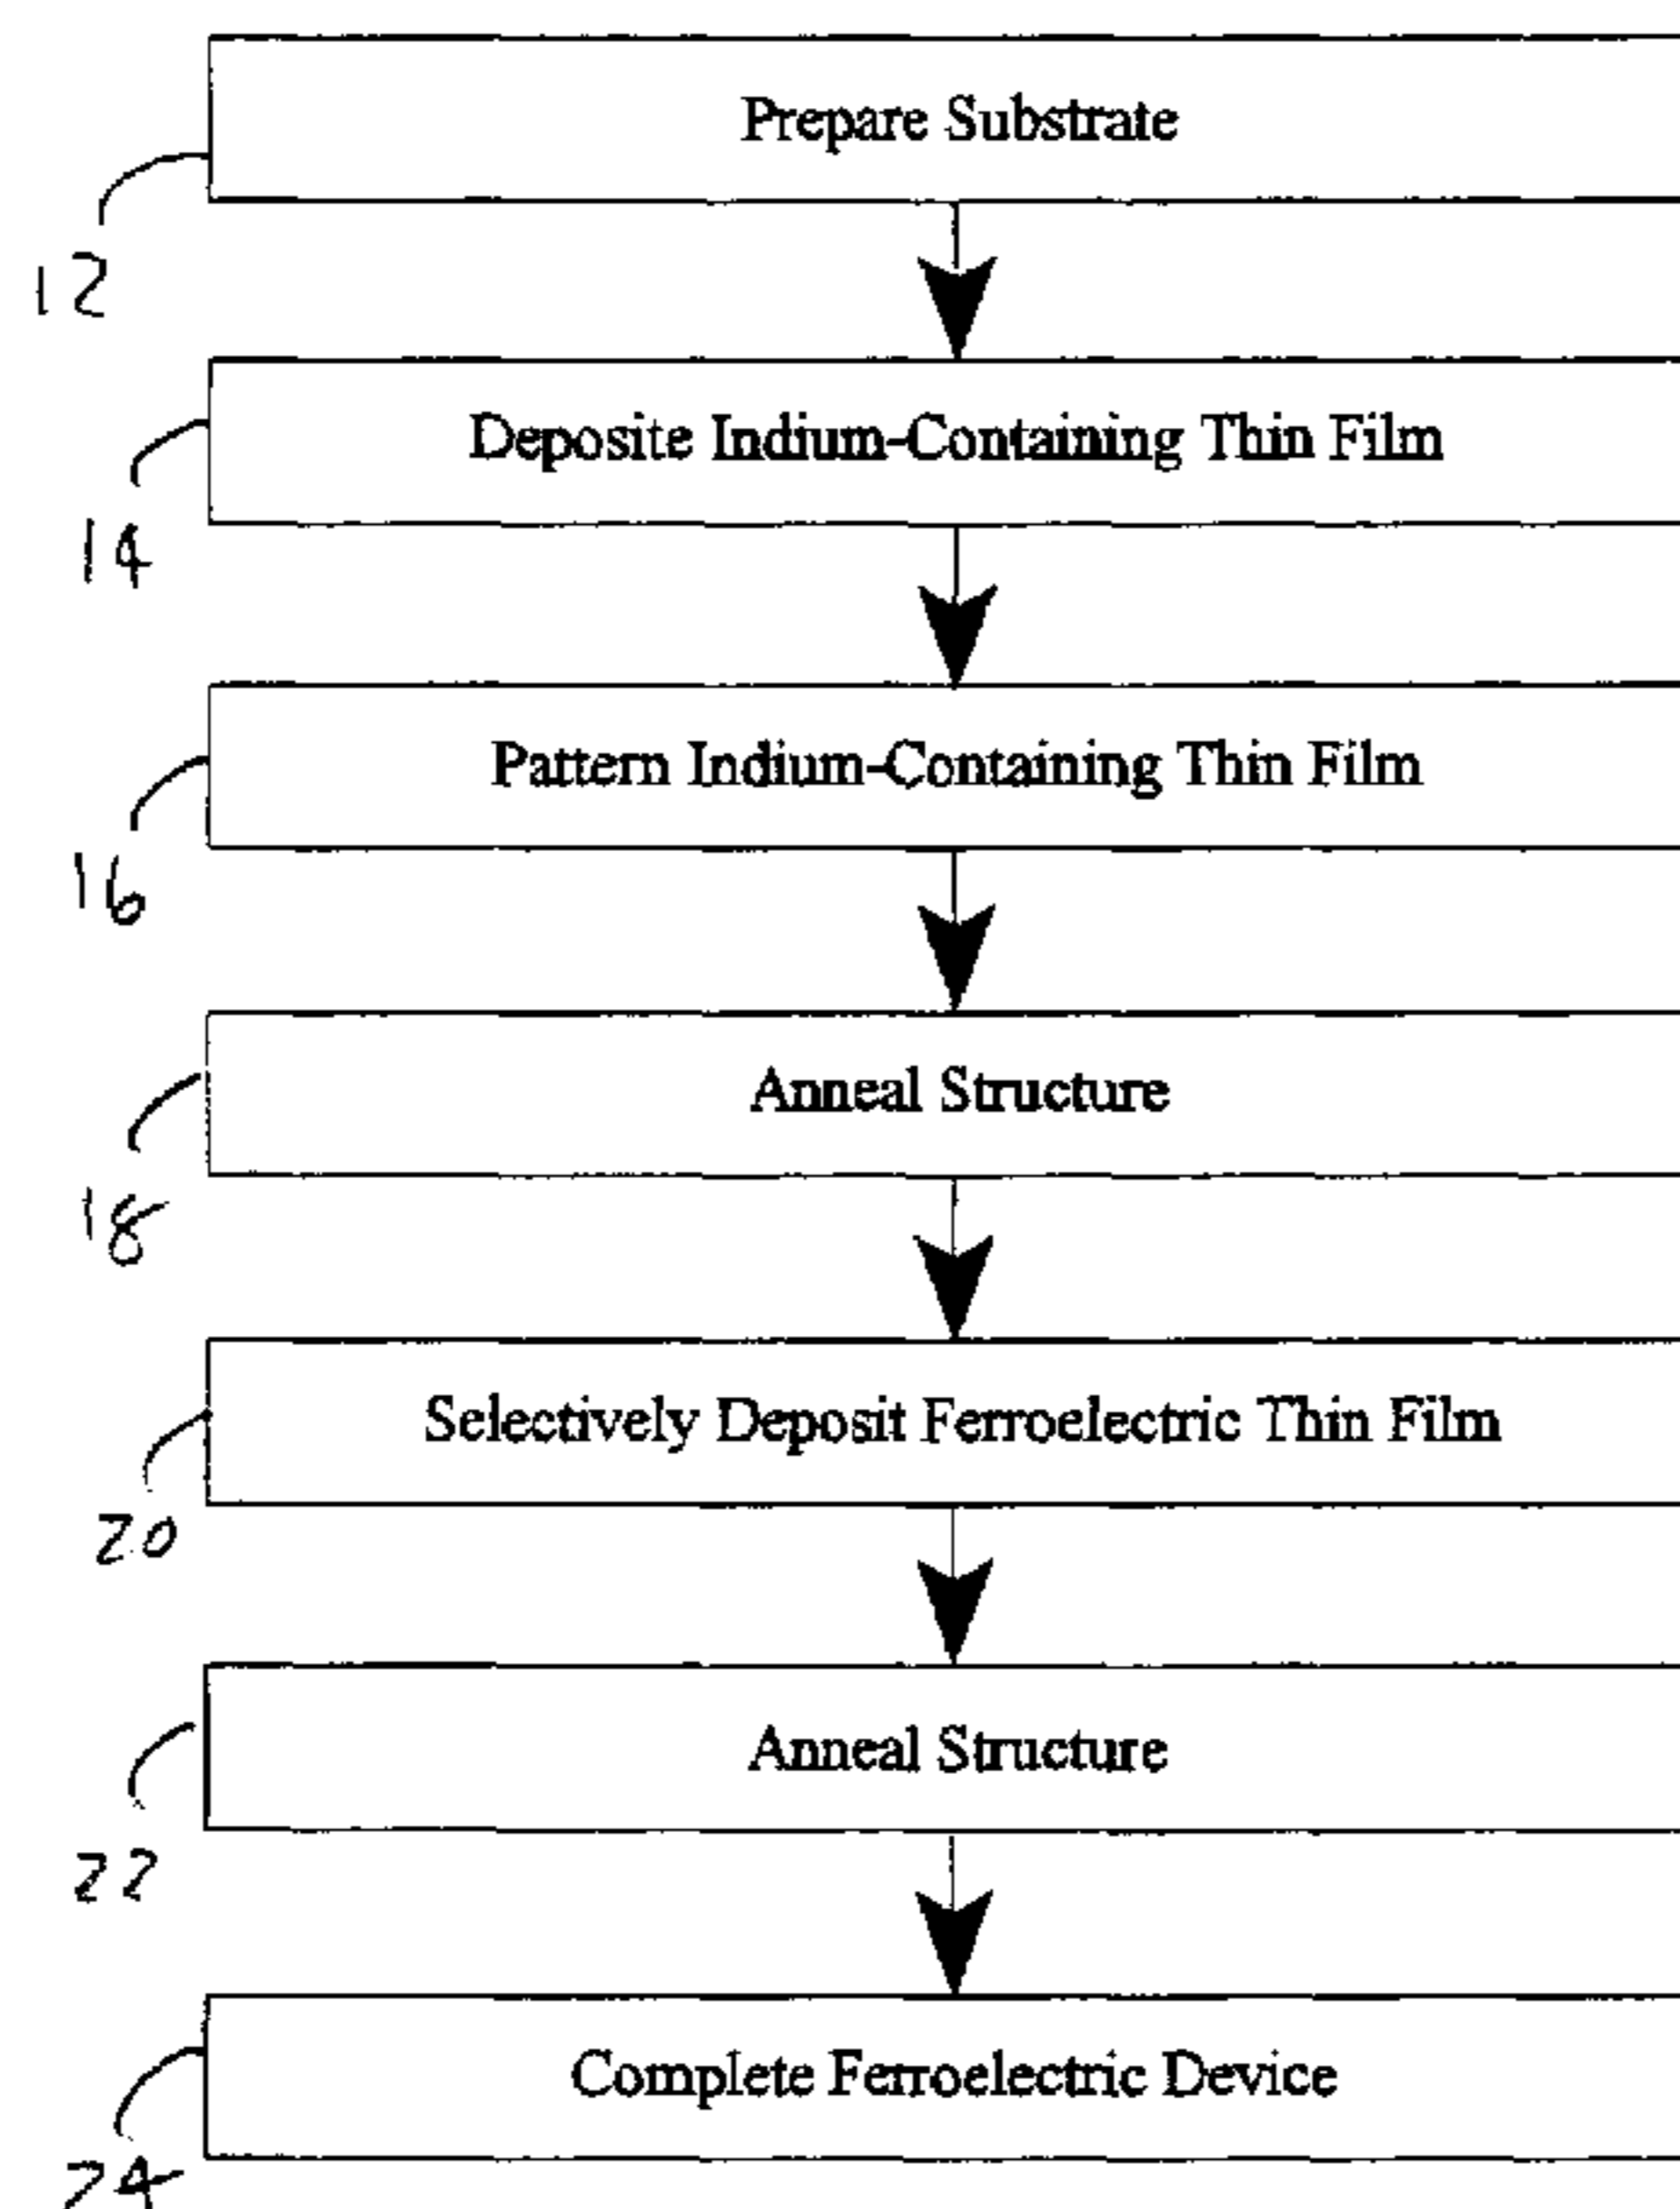 Prepare Substrate
12
Deposite Indium-Containing Thin Film
14
Pattern Indium-Containing Thin Film
16
Anneal Structure
18
Selectively Deposit Ferroelectric Thin Film
20
Anneal Structure
22
Complete Ferroelectric Device
24